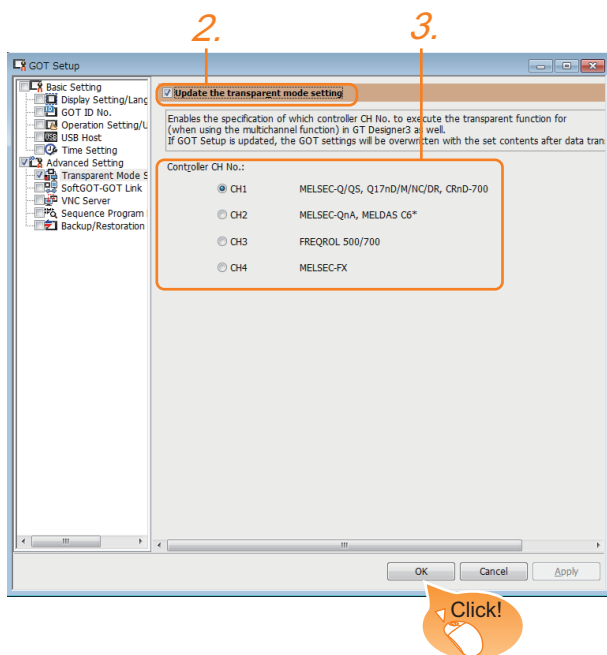 2.
3.
GOT Setup
Basic Setting
Display Setting/Lang
GOT ID No.
Operation Setting/U
USB Host
Time Setting
Advanced Setting
Transparent Mode S
SoftGOT-GOT Link
VNC Server
Sequence Program
Backup/Restoration
Update the transparent mode setting
Enables the specification of which controller CH No. to execute the transparent function for
(when using the multichannel function) in GT Designer3 as well.
If GOT Setup is updated, the GOT settings will be overwritten with the set contents after data tran
Controller CH No.:
CH1 MELSEC-Q/QS, Q17nD/M/NC/DR, CRnD-700
CH2 MELSEC-QnA, MELDAS C6*
CH3 FREQROL 500/700
CH4 MELSEC-FX
OK Cancel Apply
Click!